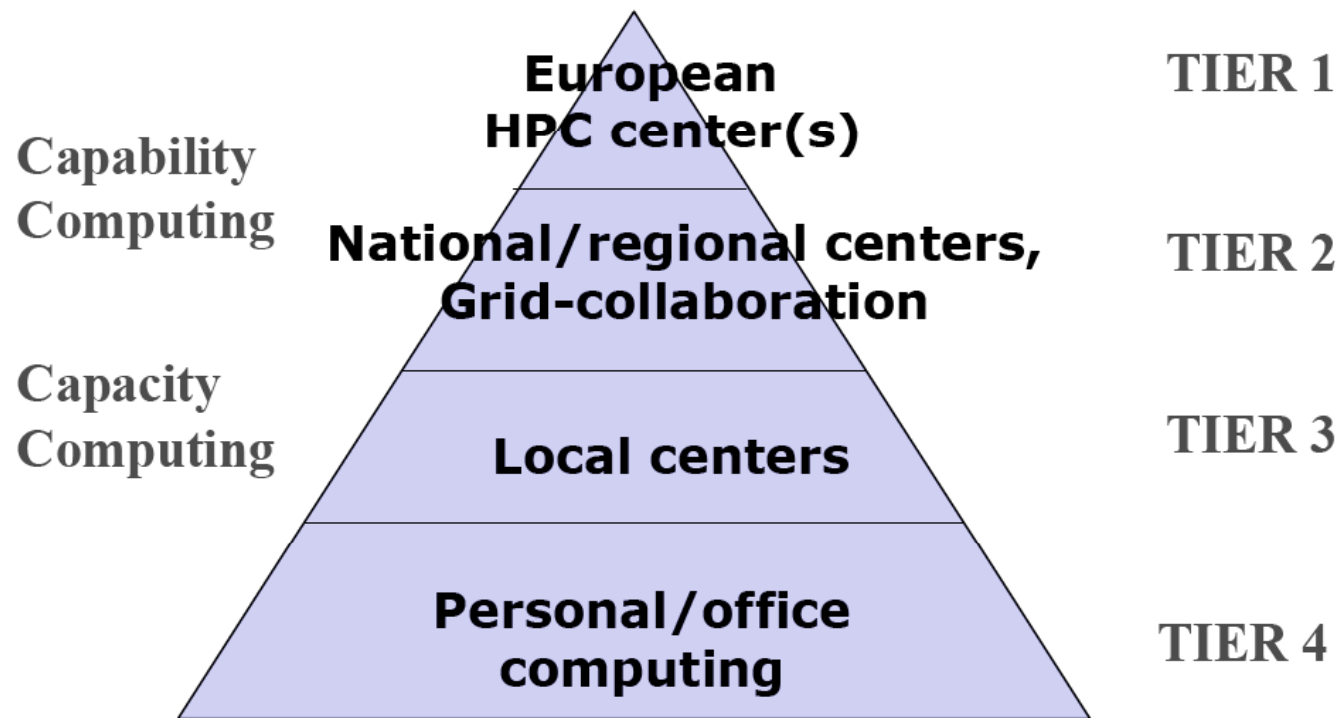 European
HPC center(s)
TIER 1
Capability
Computing
National/regional centers,
Grid-collaboration
TIER 2
Capacity
Computing
Local centers
TIER 3
Personal/office
computing
TIER 4